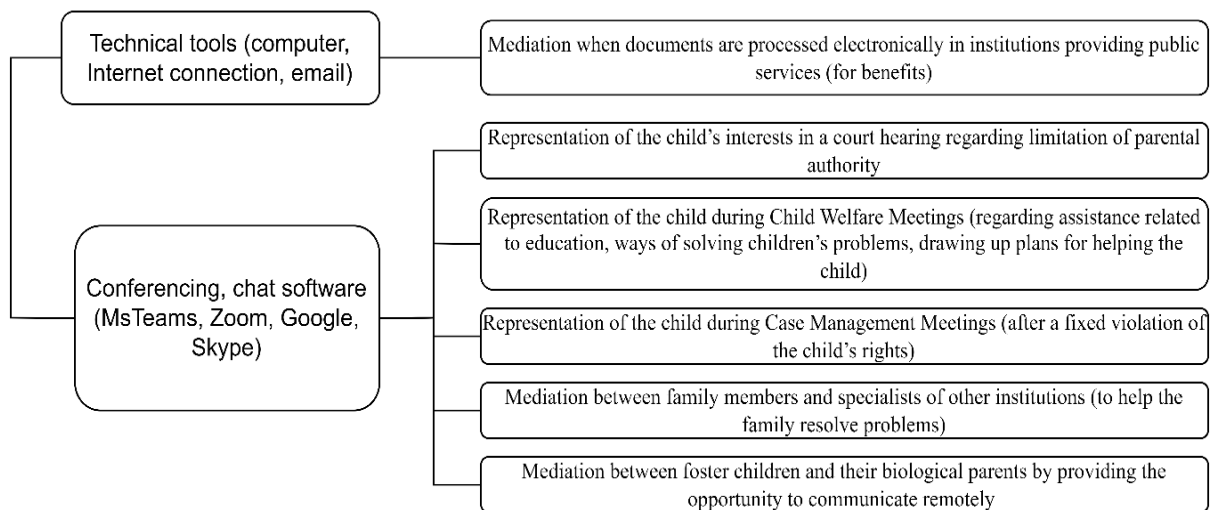 Technical tools (computer,
Internet connection, email)
Mediation when documents are processed electronically in institutions providing public
services (for benefits)
Conferencing, chat software
(MsTeams, Zoom, Google,
Skype)
Representation of the child's interests in a court hearing regarding limitation of parental
authority
Representation of the child during Child Welfare Meetings (regarding assistance related
to education, ways of solving children's problems, drawing up plans for helping the
child)
Representation of the child during Case Management Meetings (after a fixed violation of
the child's rights)
Mediation between family members and specialists of other institutions (to help the
family resolve problems)
Mediation between foster children and their biological parents by providing the
opportunity to communicate remotely